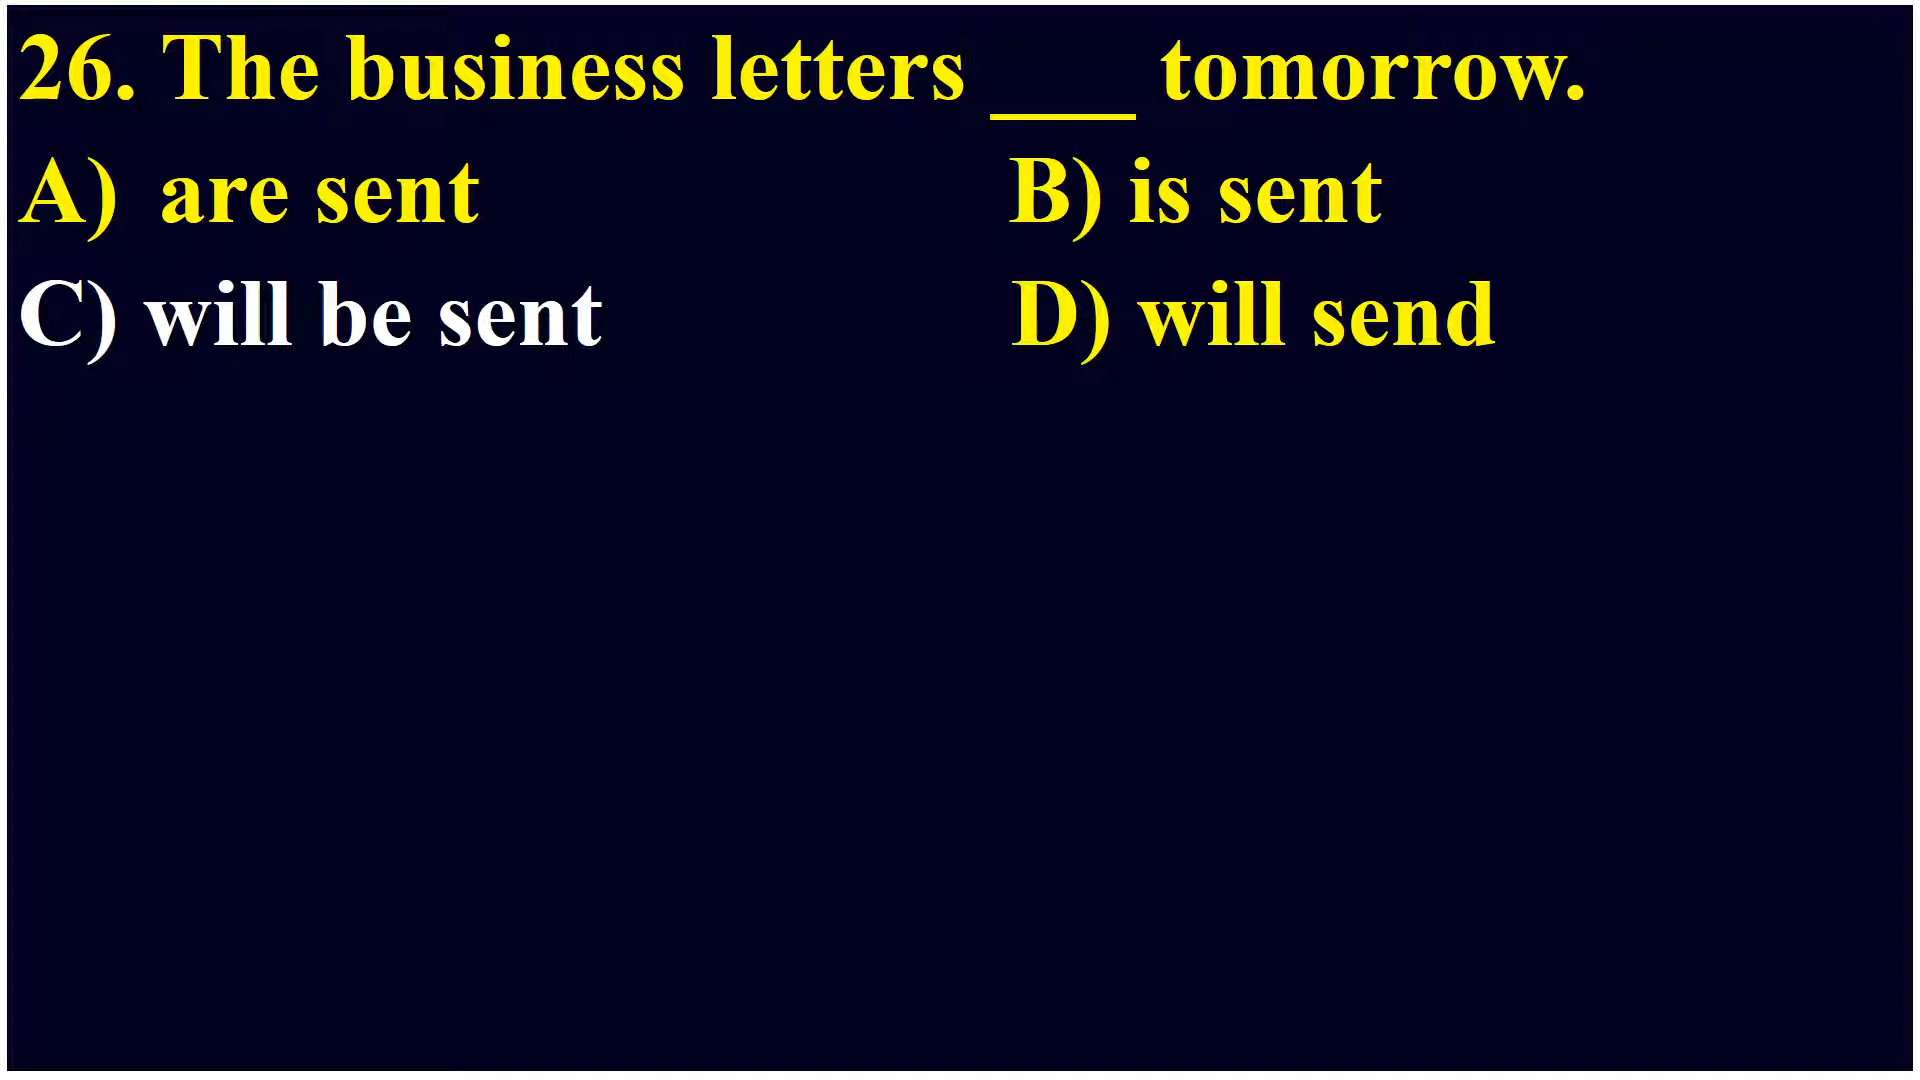 26. The business letters ___ tomorrow.
A) are sent B) is sent
C) will be sent D) will send